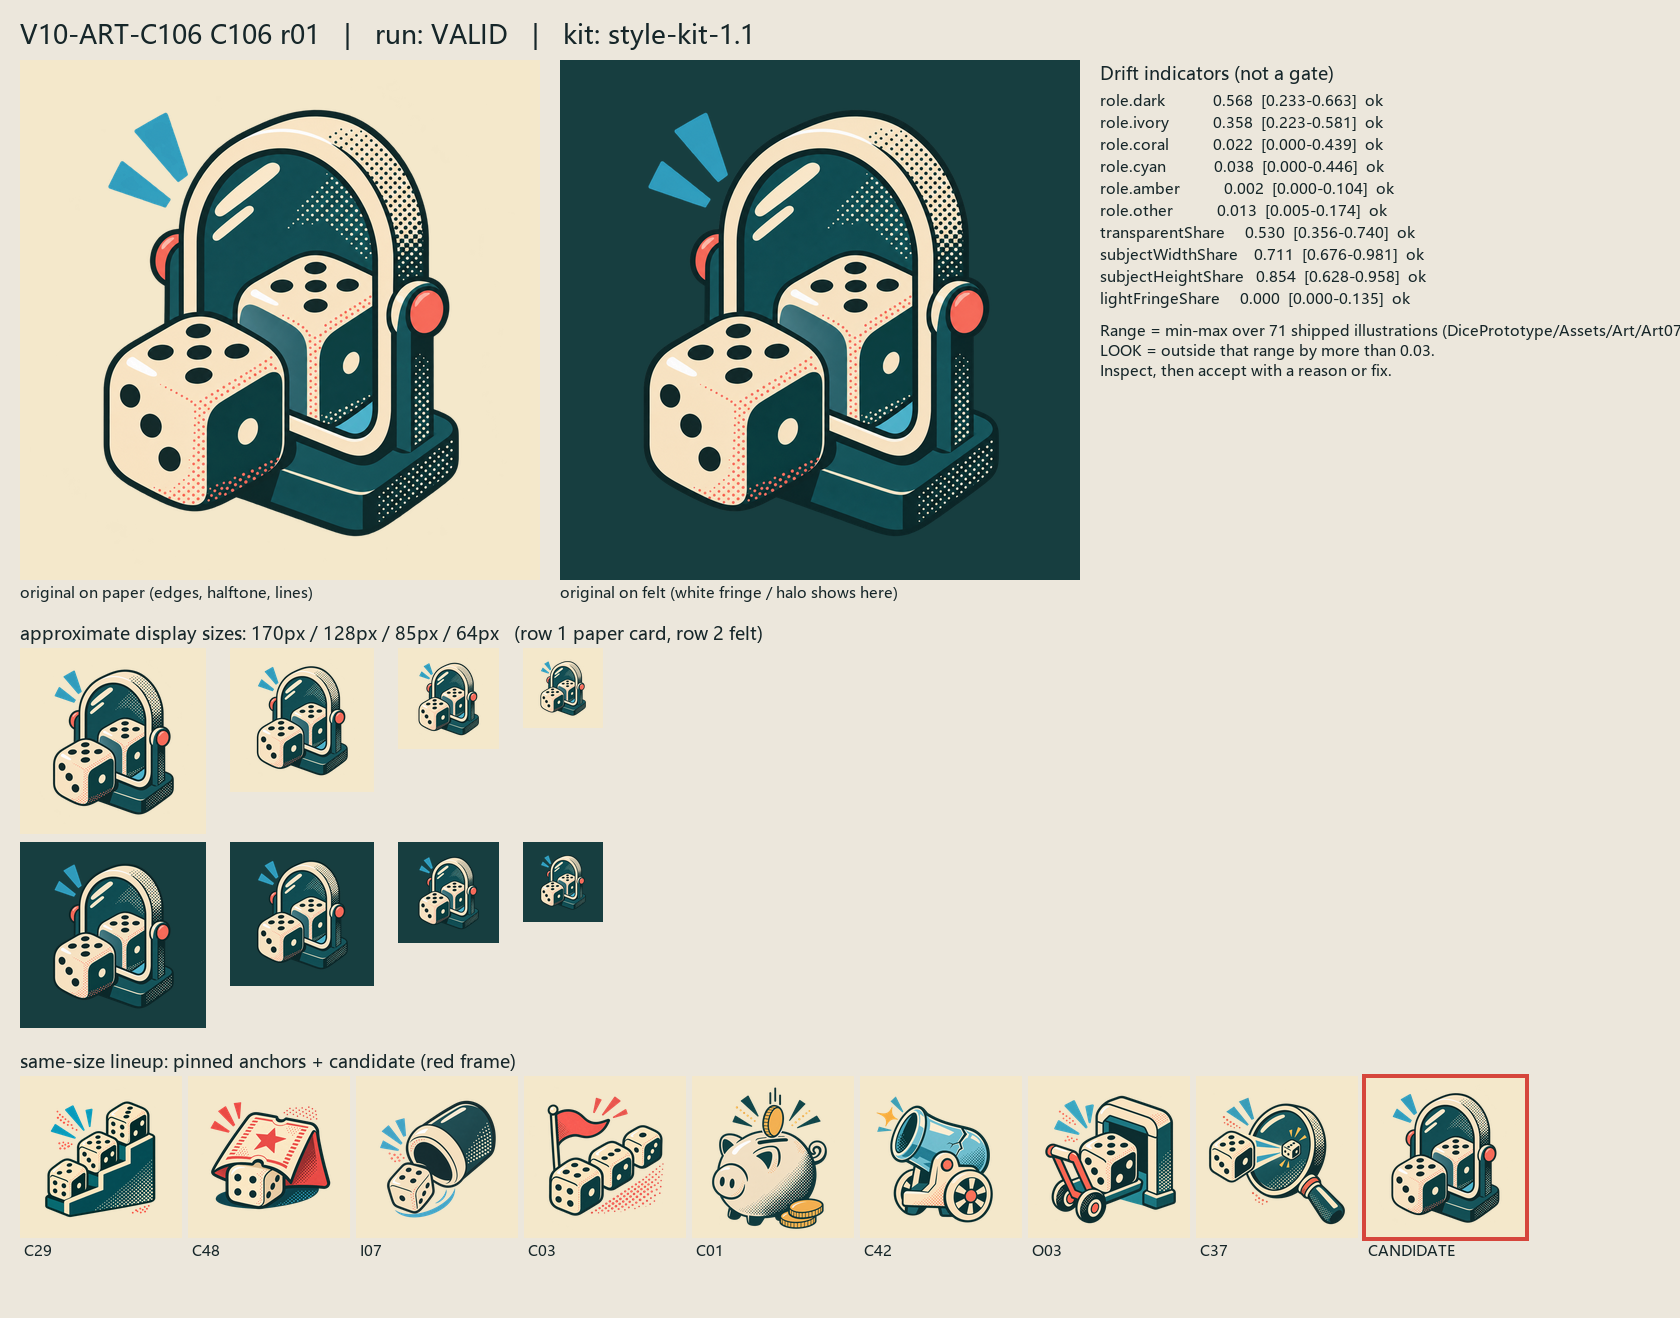 V10-ART-C106 C106 r01 | run: VALID | kit: style-kit-1.1
Drift indicators (not a gate)
role.dark 0.568 [0.233-0.663] ok
role.ivory 0.358 [0.223-0.581] ok
role.coral 0.022 [0.000-0.439] ok
role.cyan 0.038 [0.000-0.446] ok
role.amber 0.002 [0.000-0.104] ok
role.other 0.013 [0.005-0.174] ok
transparentShare 0.530 [0.356-0.740] ok
subjectWidthShare 0.711 [0.676-0.981] ok
subjectHeightShare 0.854 [0.628-0.958] ok
lightFringeShare 0.000 [0.000-0.135] ok
Range = min-max over 71 shipped illustrations (DicePrototype/Assets/Art/Art07
LOOK = outside that range by more than 0.03.
Inspect, then accept with a reason or fix.
original on paper (edges, halftone, lines)
original on felt (white fringe / halo shows here)
approximate display sizes: 170px / 128px / 85px / 64px (row 1 paper card, row 2 felt)
same-size lineup: pinned anchors + candidate (red frame)
C29
C48
I07
C03
C01
C42
O03
C37
CANDIDATE